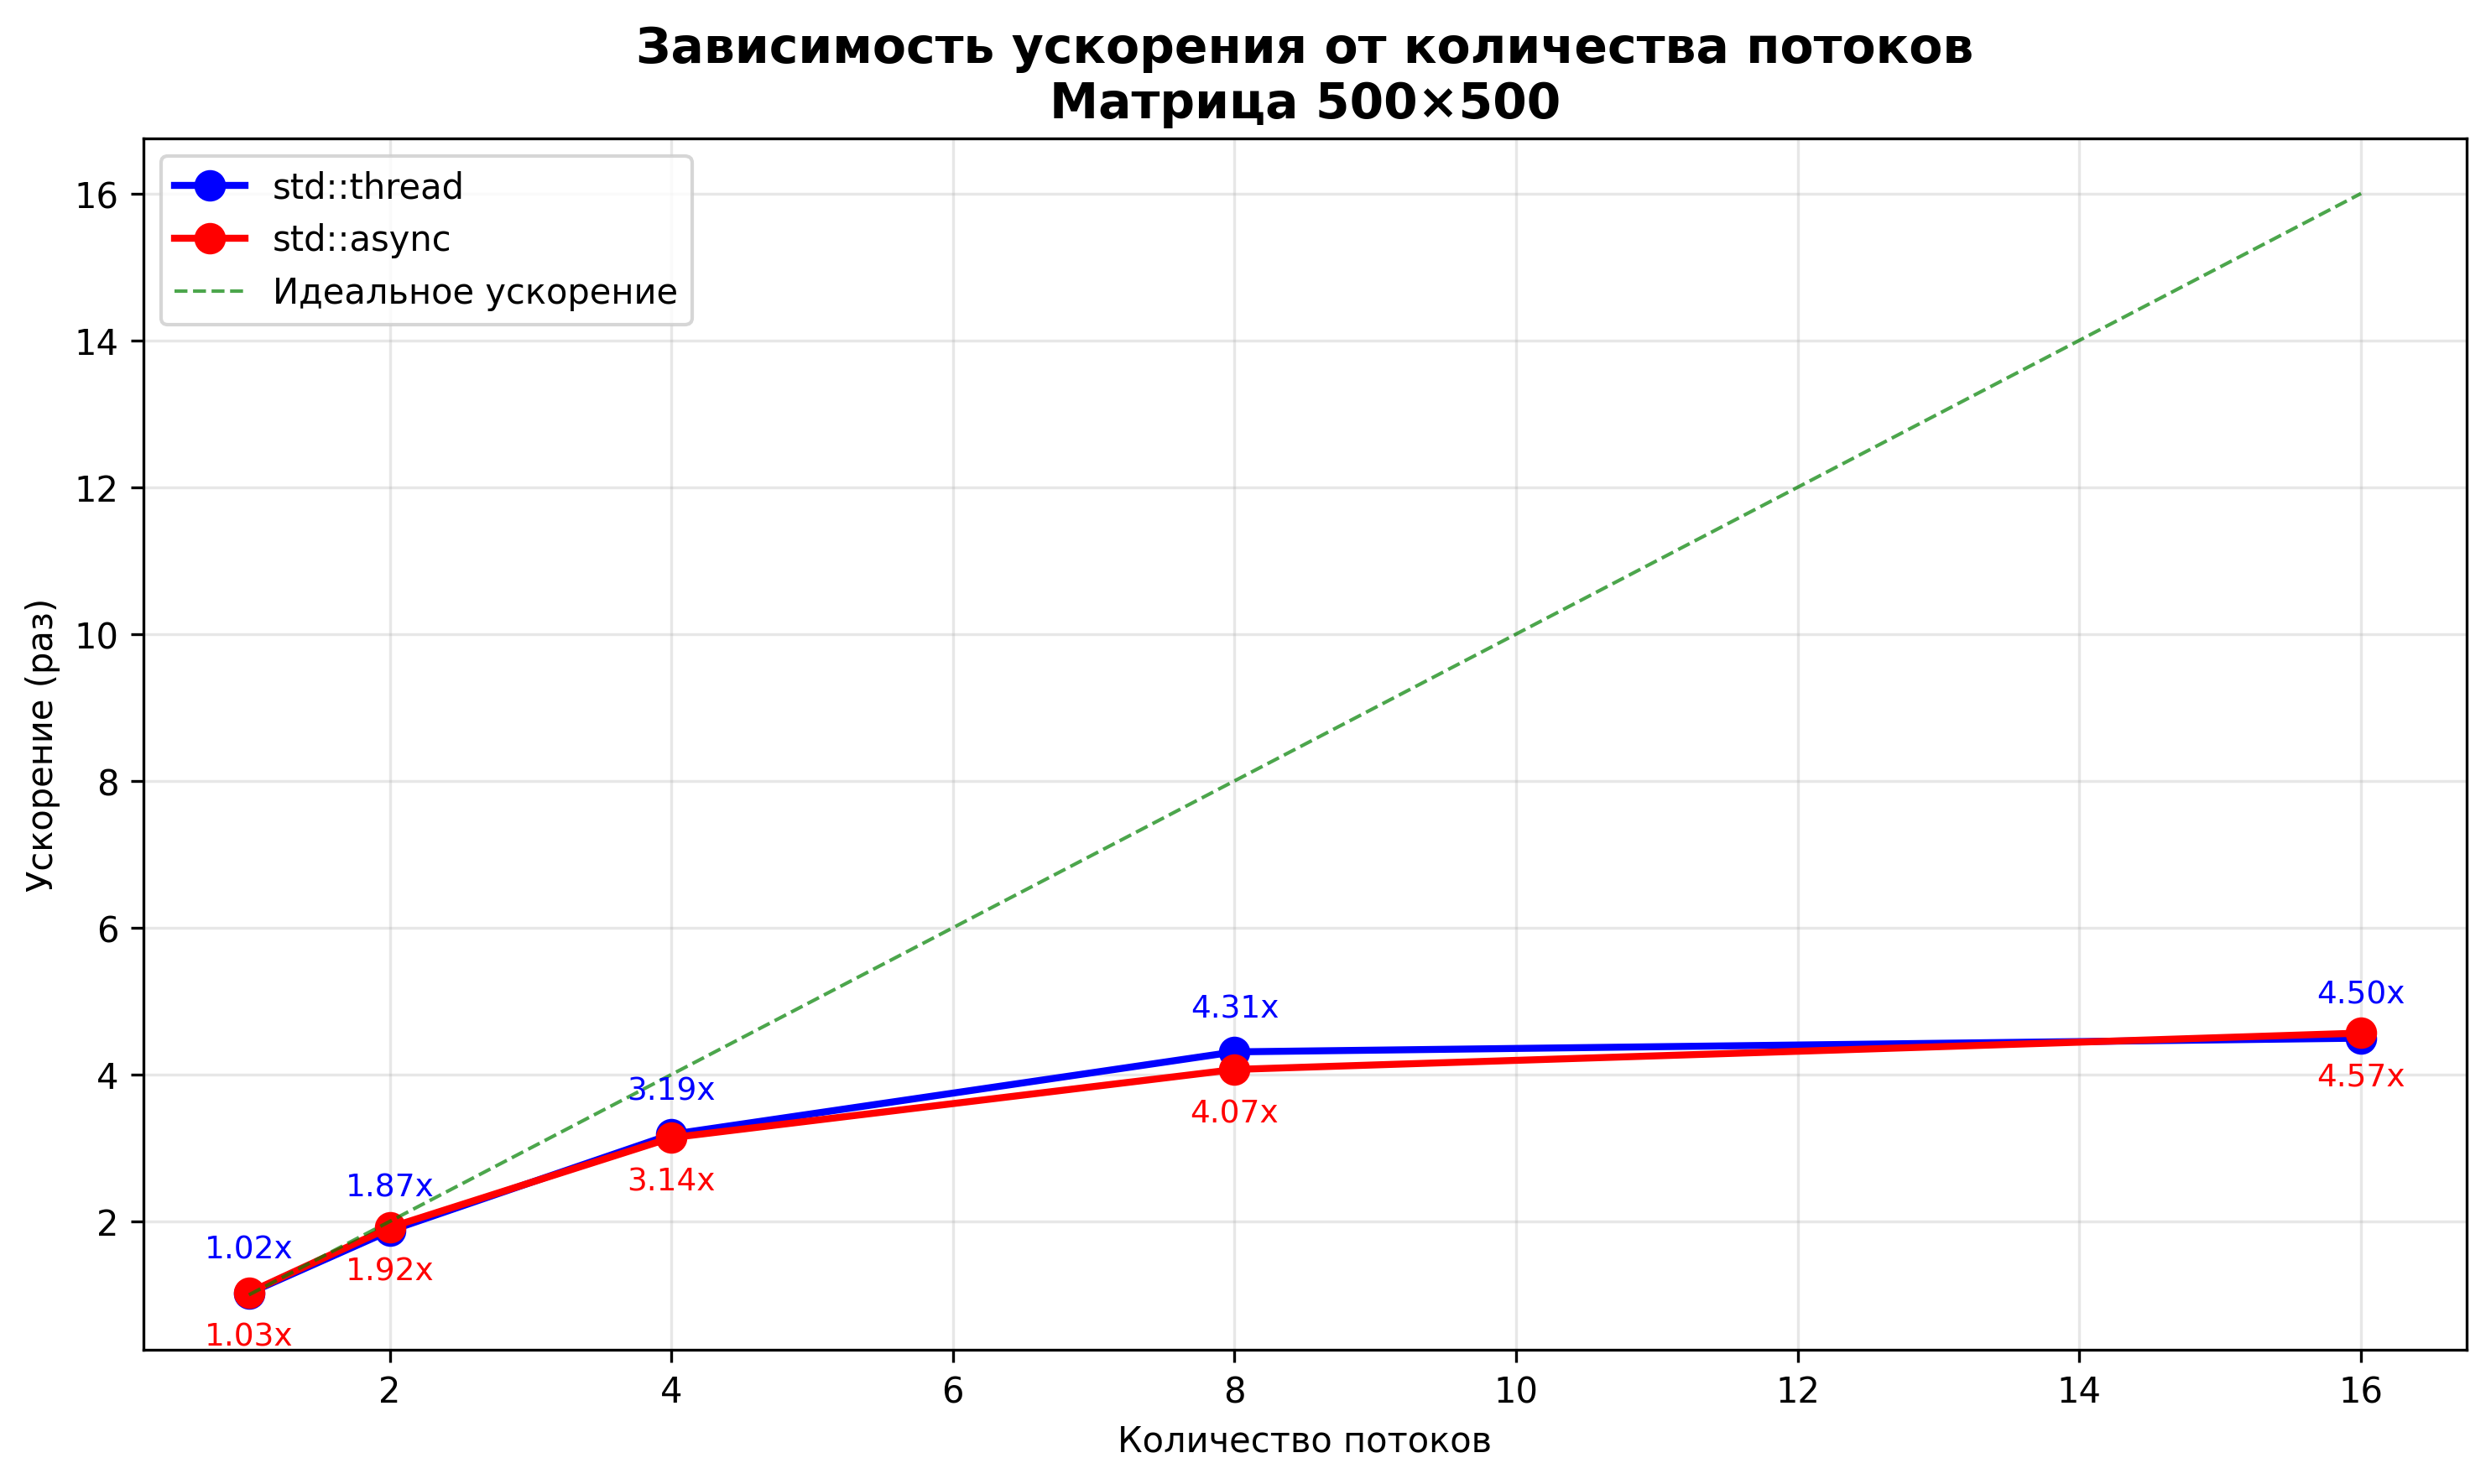 Зависимость ускорения от количества потоков
Матрица 500×500
std::thread
std::async
Идеальное ускорение
Ускорение (раз)
16
14
12
10
8
6
4
2
1.02x
1.87x
3.19x
4.31x
4.50x
1.03x
1.92x
3.14x
4.07x
4.57x
2 4 6 8 10 12 14 16
Количество потоков